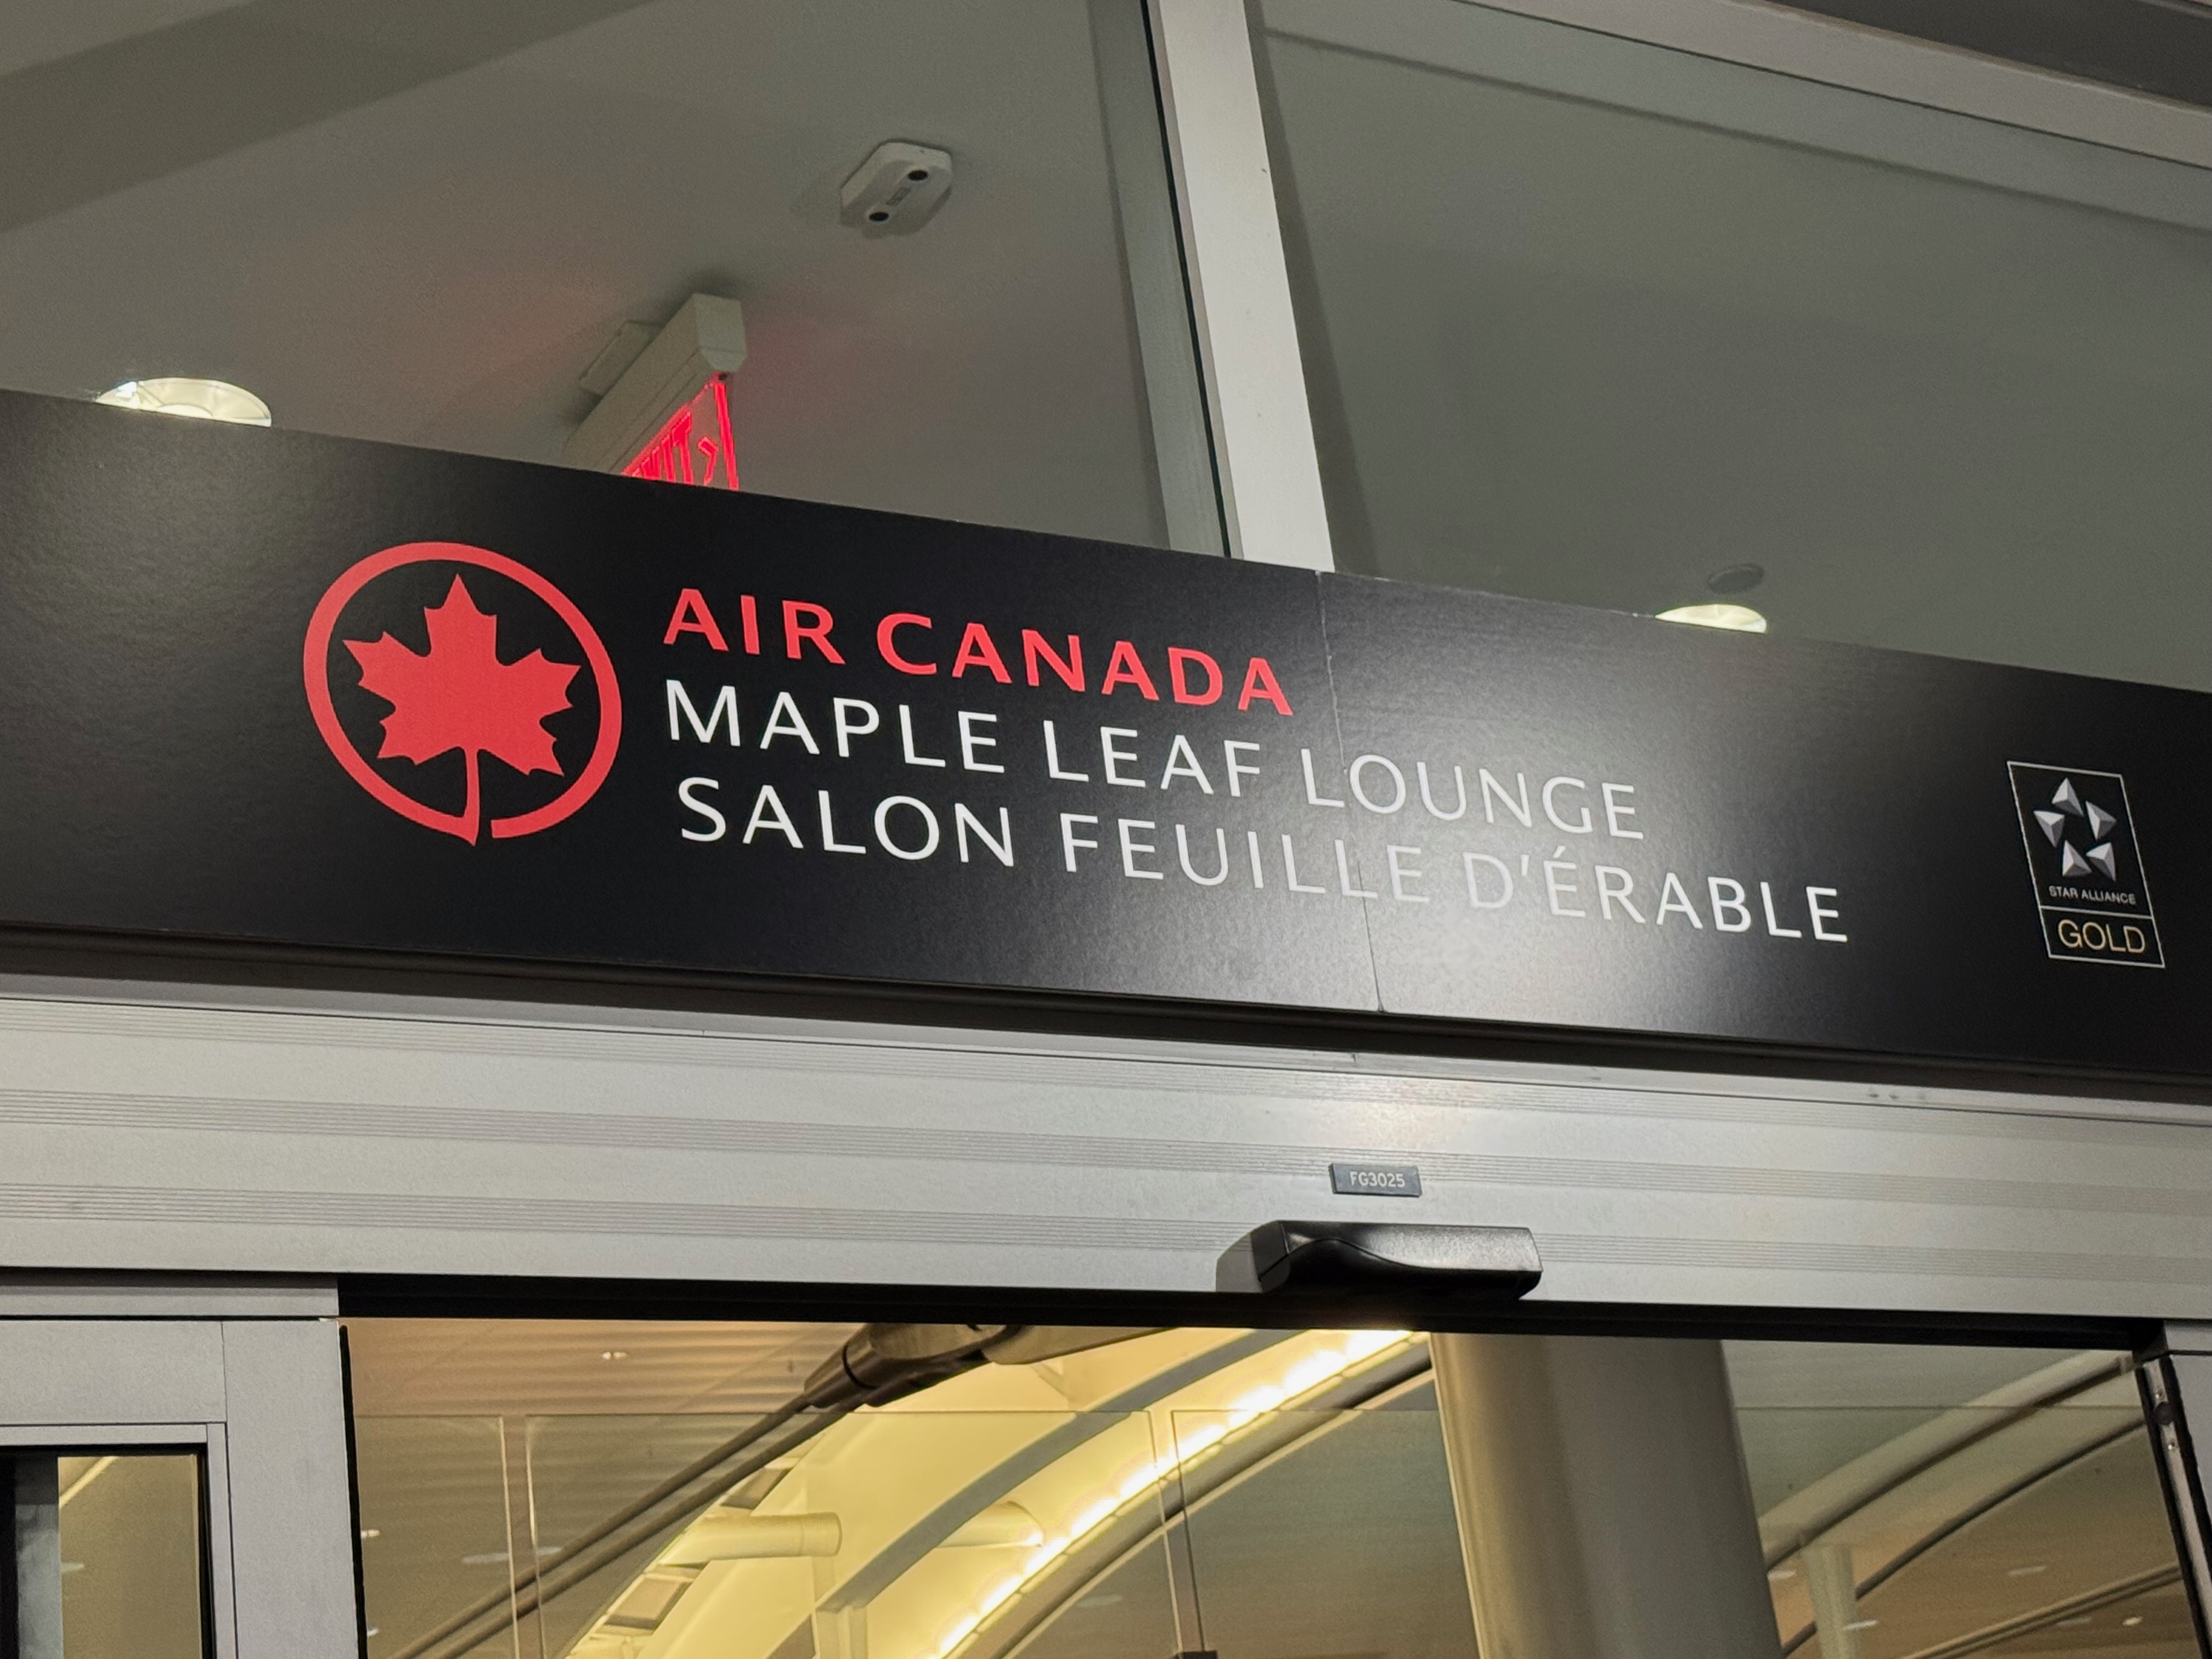 AIR CANADA
MAPLE LEAF LOUNGE
SALON FEUILLE D'ÉRABLE
STAR ALLIANCE
GOLD
FG3025